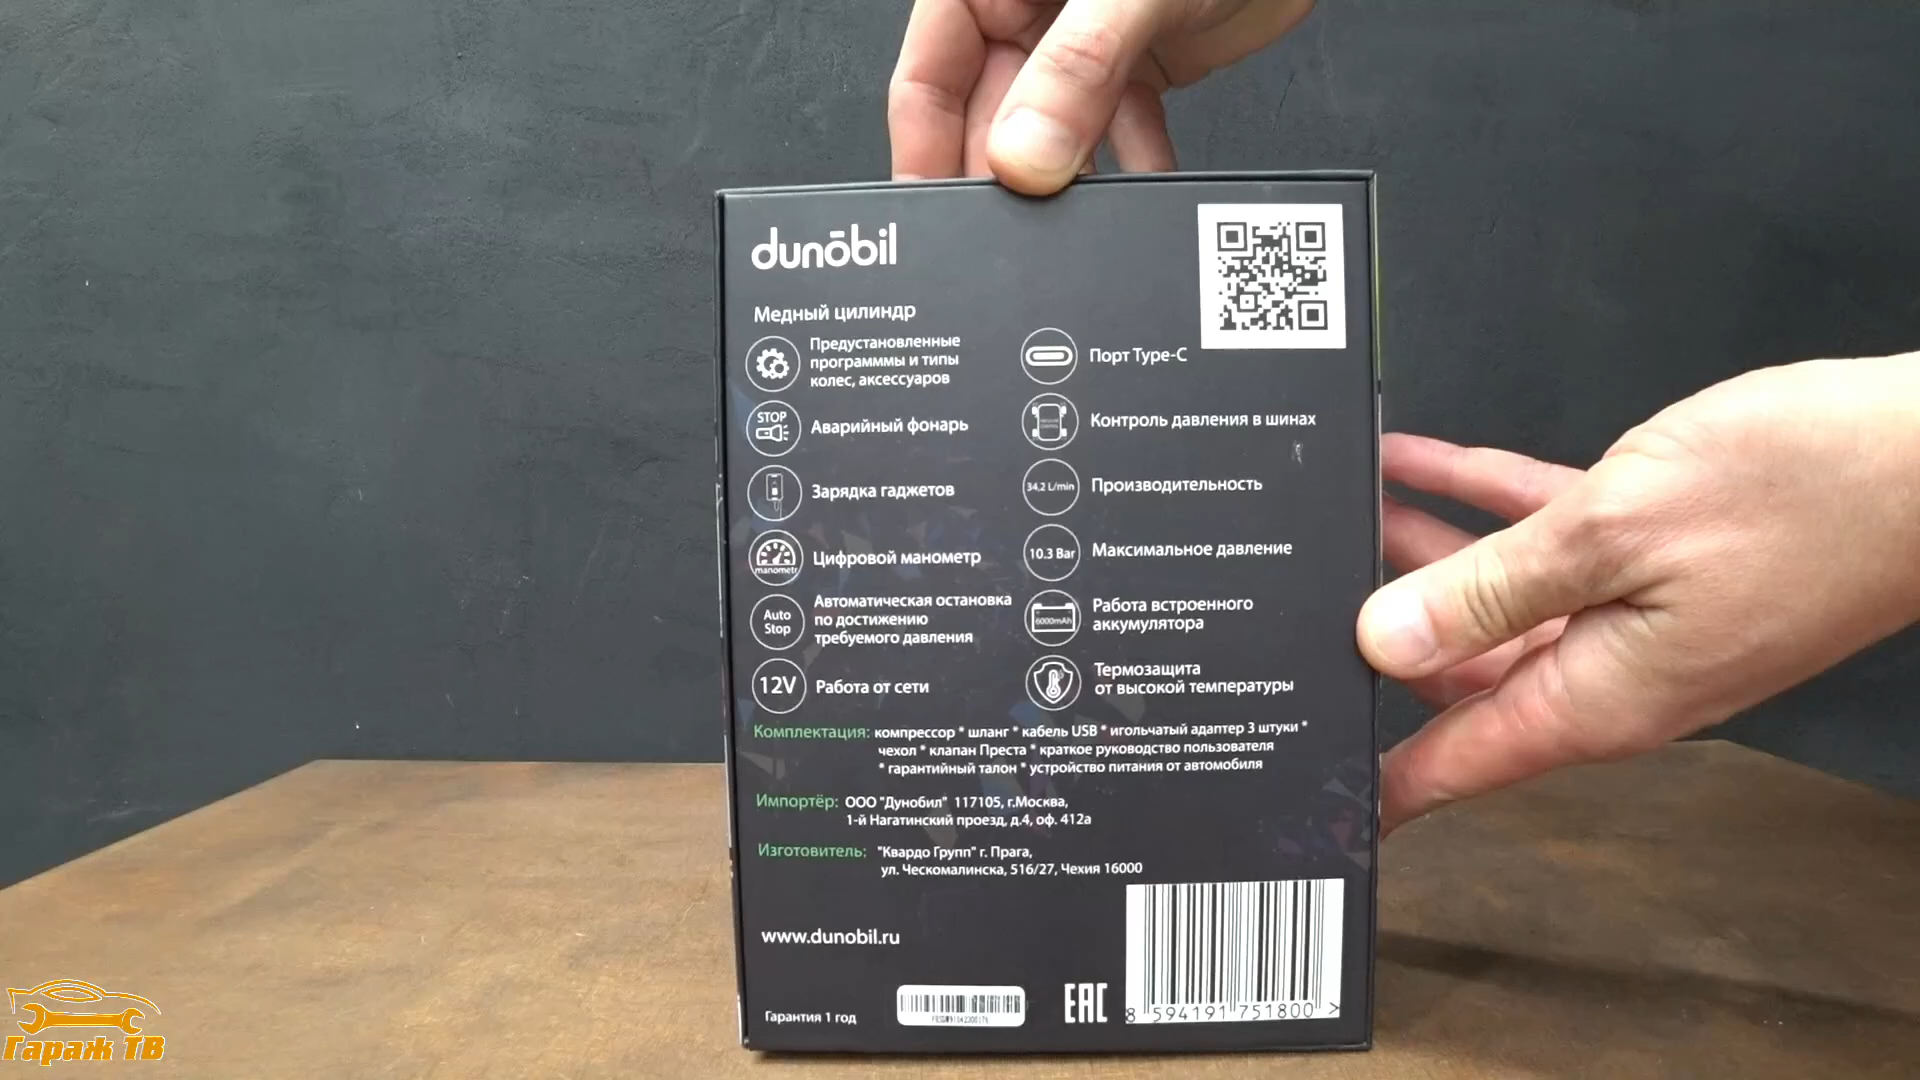 dunōbil
Медный цилиндр
Предустановленные
программмы и типы
колес, аксессуаров
STOP
Аварийный фонарь
Зарядка гаджетов
manometr
Цифровой манометр
Auto
Stop
Автоматическая остановка
по достижению
требуемого давления
12V
Работа от сети
Порт Type-C
Контроль давления в шинах
34,2 L/min
Производительность
10.3 Bar
Максимальное давление
6000mAh
Работа встроенного
аккумулятора
Термозащита
от высокой температуры
Комплектация: компрессор * шланг * кабель USB * игольчатый адаптер 3 штуки *
чехол * клапан Преста * краткое руководство пользователя
* гарантийный талон * устройство питания от автомобиля
Импортёр: ООО "Дунобил" 117105, г.Москва,
1-й Нагатинский проезд, д.4, оф. 412а
Изготовитель: "Квардо Групп" г. Прага,
ул. Ческомалинска, 516/27, Чехия 16000
www.dunobil.ru
Гарантия 1 год
EAC
8 594191 751800 >
Гараж ТВ